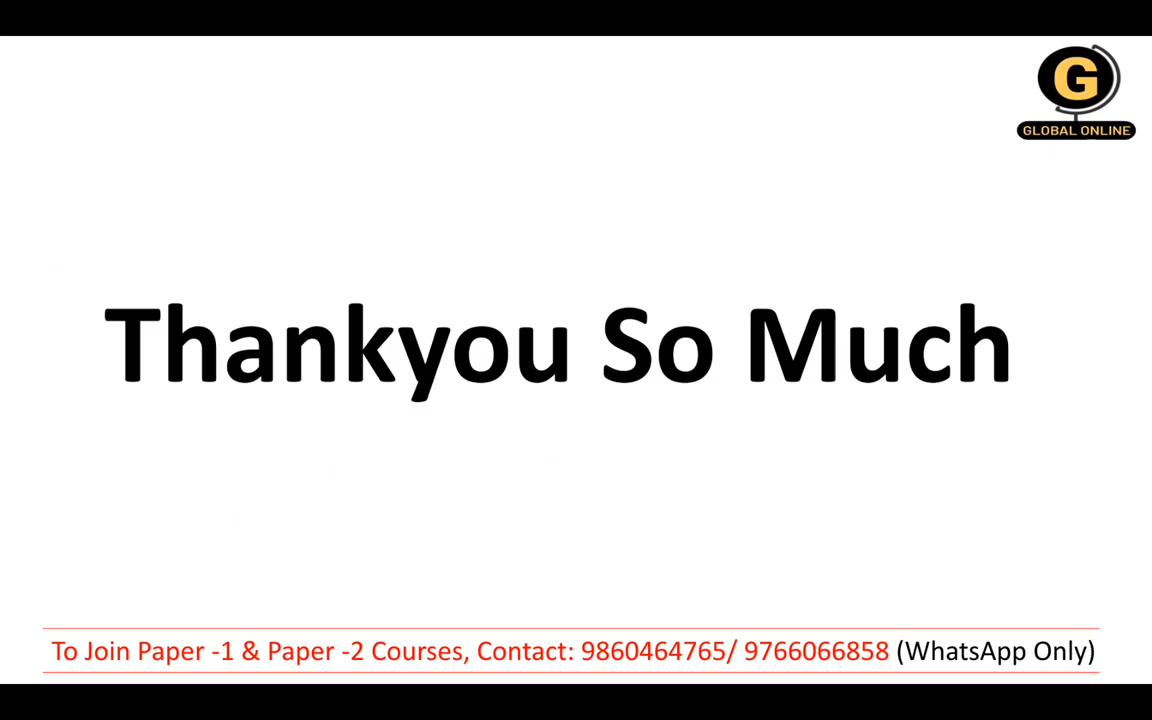 G
GLOBAL ONLINE
Thankyou So Much
To Join Paper -1 & Paper -2 Courses, Contact: 9860464765/ 9766066858 (WhatsApp Only)